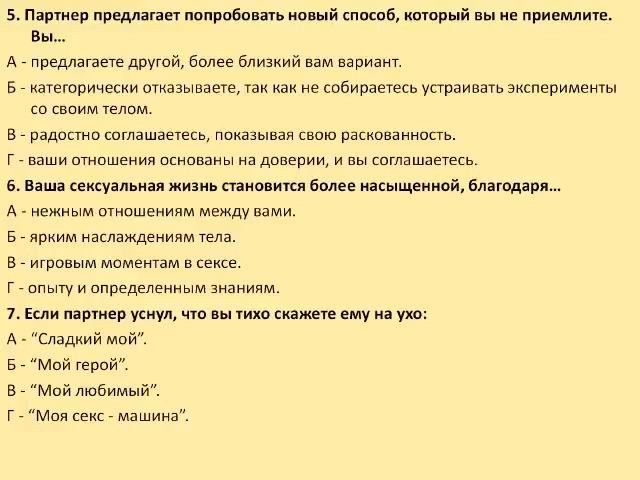 5. Партнер предлагает попробовать новый способ, который вы не приемлите.
Вы…
А - предлагаете другой, более близкий вам вариант.
Б - категорически отказываете, так как не собираетесь устраивать эксперименты
со своим телом.
В - радостно соглашаетесь, показывая свою раскованность.
Г - ваши отношения основаны на доверии, и вы соглашаетесь.
6. Ваша сексуальная жизнь становится более насыщенной, благодаря…
А - нежным отношениям между вами.
Б - ярким наслаждениям тела.
В - игровым моментам в сексе.
Г - опыту и определенным знаниям.
7. Если партнер уснул, что вы тихо скажете ему на ухо:
А - “Сладкий мой”.
Б - “Мой герой”.
В - “Мой любимый”.
Г - “Моя секс - машина”.